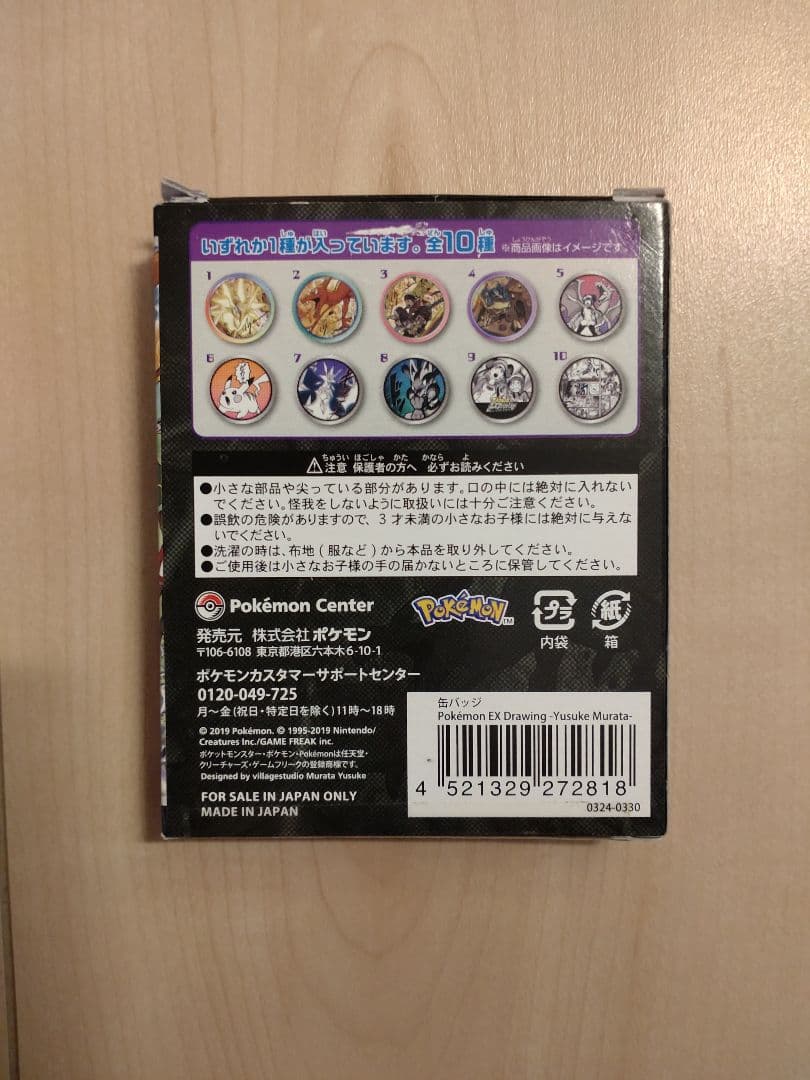 いずれか1種が入っています。全10種 ※商品画像はイメージです。
1 2 3 4 5
6 7 8 9 10
⚠注意 保護者の方へ 必ずお読みください
●小さな部品や尖っている部分があります。口の中には絶対に入れない
でください。怪我をしないように取扱いには十分ご注意ください。
●誤飲の危険がありますので、3才未満の小さなお子様には絶対に与えな
いでください。
●洗濯の時は、布地(服など)から本品を取り外してください。
●ご使用後は小さなお子様の手の届かないところに保管してください。
Pokémon Center
POKéMON TM
プラ
内袋
紙
箱
発売元 株式会社ポケモン
〒106-6108 東京都港区六本木6-10-1
ポケモンカスタマーサポートセンター
0120-049-725
月〜金(祝日・特定日を除く)11時〜18時
© 2019 Pokémon. © 1995-2019 Nintendo/
Creatures Inc./GAME FREAK inc.
ポケットモンスター・ポケモン・Pokémonは任天堂・
クリーチャーズ・ゲームフリークの登録商標です。
Designed by villagestudio Murata Yusuke
FOR SALE IN JAPAN ONLY
MADE IN JAPAN
缶バッジ
Pokémon EX Drawing -Yusuke Murata-
4 521329 272818
0324-0330